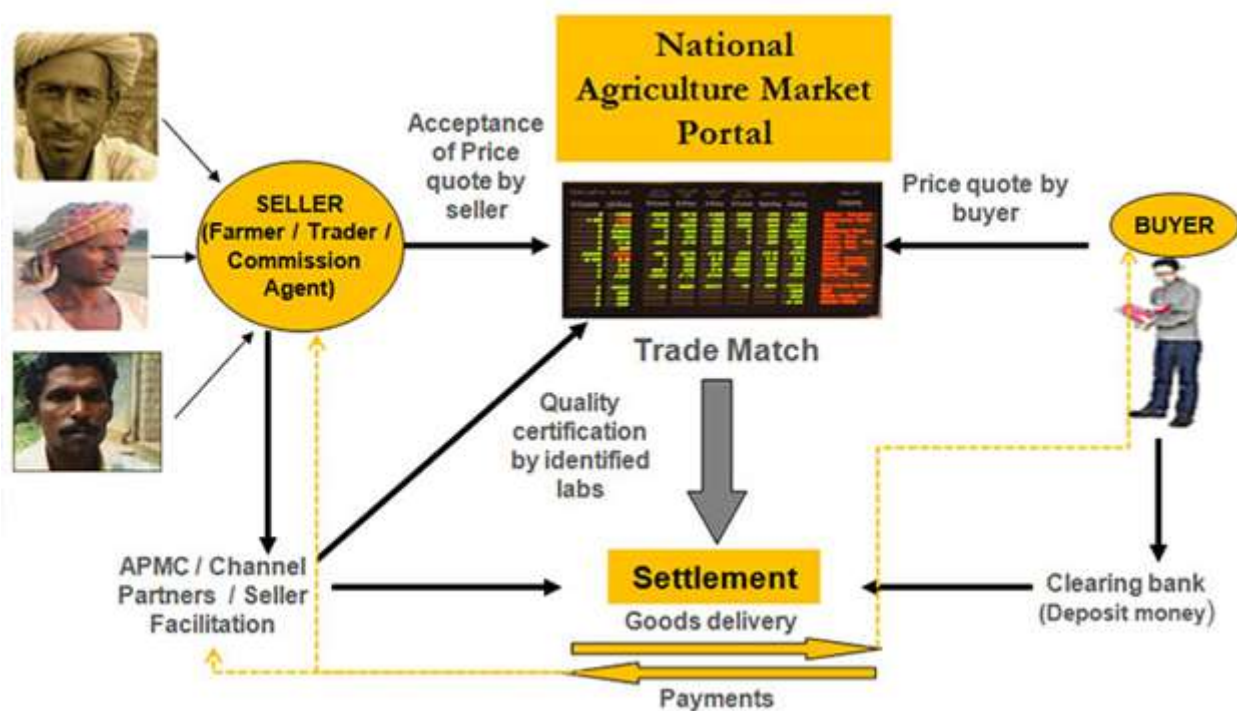 National
Agriculture Market
Portal
Acceptance
of Price
quote by
seller
Price quote by
buyer
SELLER
(Farmer / Trader /
Commission
Agent)
BUYER
Trade Match
Quality
certification
by identified
labs
APMC / Channel
Partners / Seller
Facilitation
Settlement
Clearing bank
(Deposit money)
Goods delivery
Payments